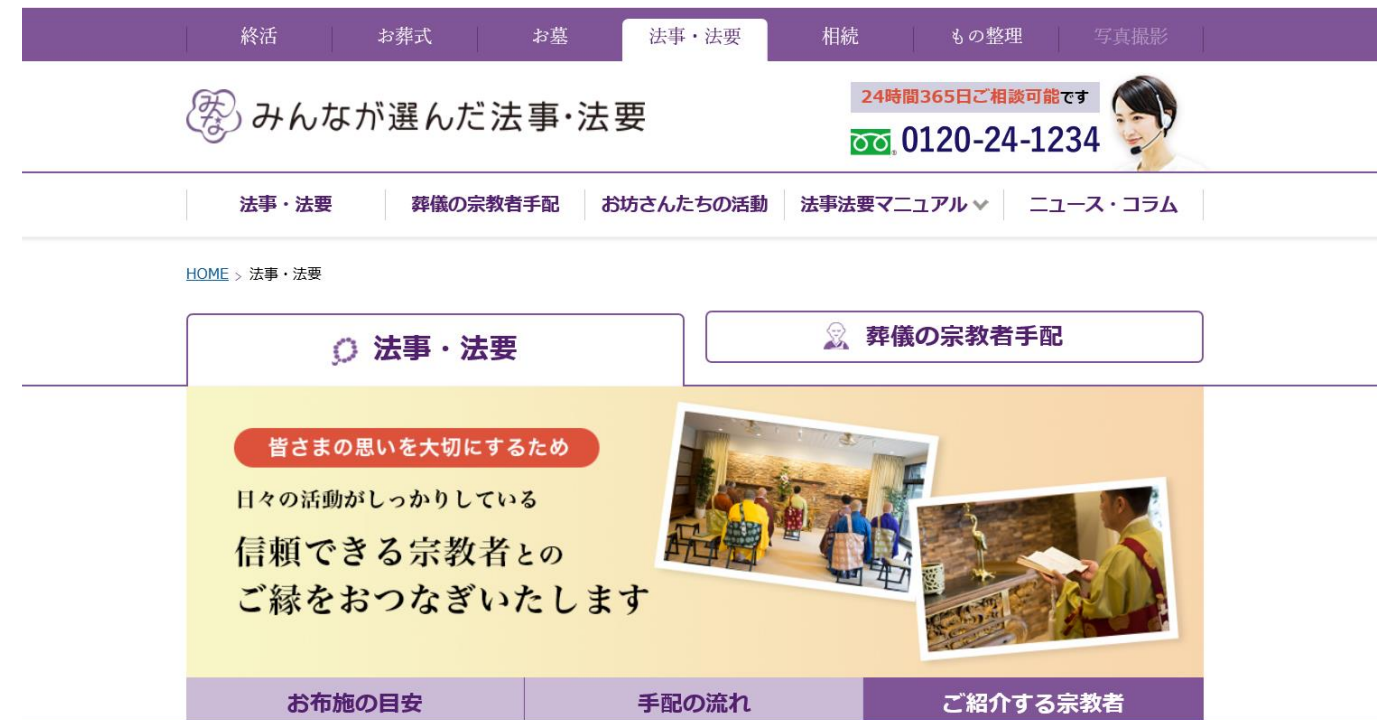 終活 お葬式 お墓 法事・法要 相続 もの整理 写真撮影
みんな みんなが選んだ法事・法要
24時間365日ご相談可能です
0120-24-1234
法事・法要 葬儀の宗教者手配 お坊さんたちの活動 法事法要マニュアル ニュース・コラム
HOME > 法事・法要
法事・法要 葬儀の宗教者手配
皆さまの思いを大切にするため
日々の活動がしっかりしている
信頼できる宗教者との
ご縁をおつなぎいたします
お布施の目安 手配の流れ ご紹介する宗教者